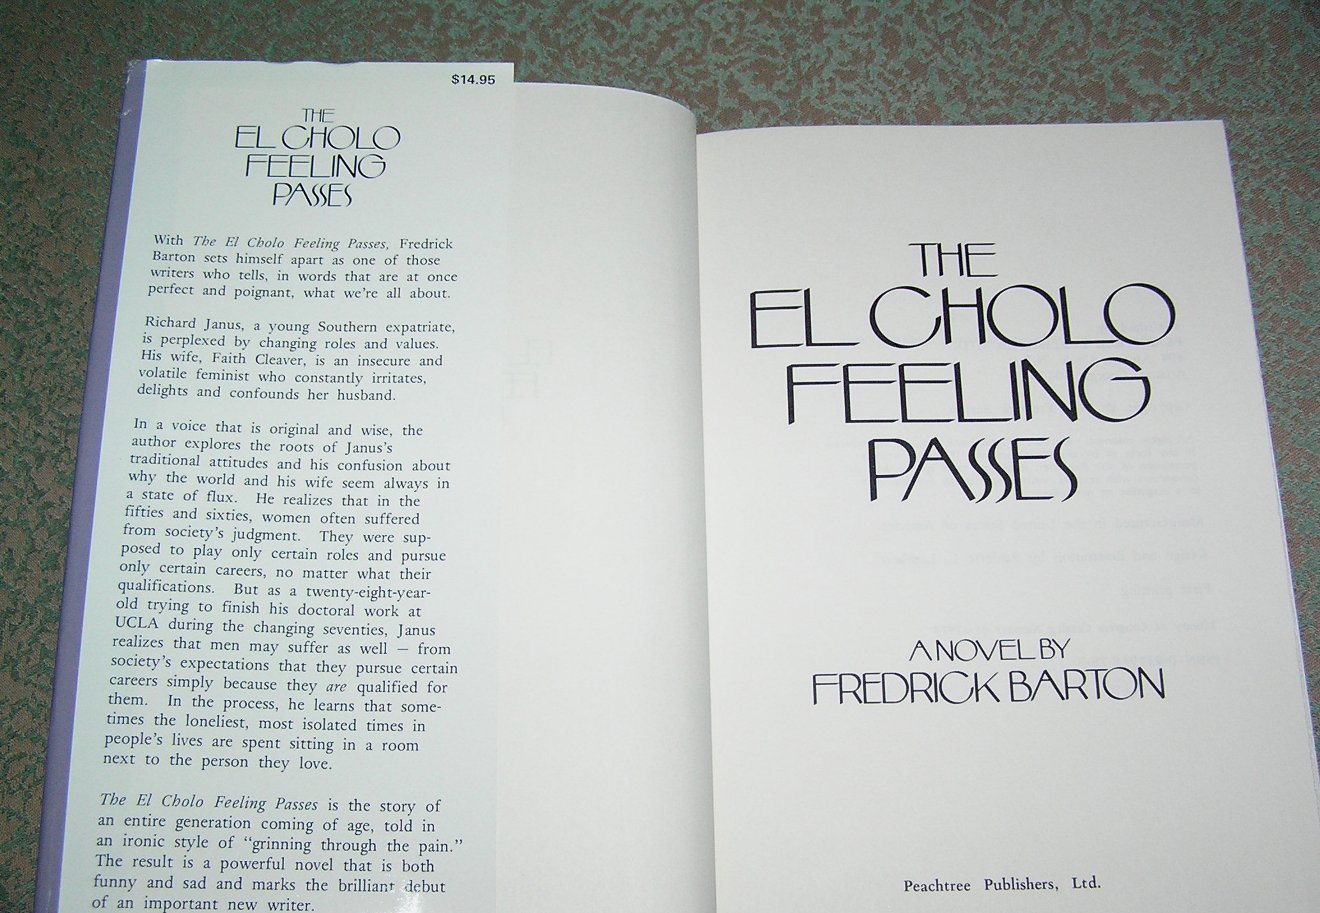 $14.95
THE
EL CHOLO
FEELING
PASSES
With The El Cholo Feeling Passes, Fredrick
Barton sets himself apart as one of those
writers who tells, in words that are at once
perfect and poignant, what we're all about.
Richard Janus, a young Southern expatriate,
is perplexed by changing roles and values.
His wife, Faith Cleaver, is an insecure and
volatile feminist who constantly irritates,
delights and confounds her husband.
In a voice that is original and wise, the
author explores the roots of Janus's
traditional attitudes and his confusion about
why the world and his wife seem always in
a state of flux. He realizes that in the
fifties and sixties, women often suffered
from society's judgment. They were sup-
posed to play only certain roles and pursue
only certain careers, no matter what their
qualifications. But as a twenty-eight-year-
old trying to finish his doctoral work at
UCLA during the changing seventies, Janus
realizes that men may suffer as well — from
society's expectations that they pursue certain
careers simply because they are qualified for
them. In the process, he learns that some-
times the loneliest, most isolated times in
people's lives are spent sitting in a room
next to the person they love.
The El Cholo Feeling Passes is the story of
an entire generation coming of age, told in
an ironic style of "grinning through the pain."
The result is a powerful novel that is both
funny and sad and marks the brilliant debut
of an important new writer.
THE
EL CHOLO
FEELING
PASSES
A NOVEL BY
FREDRICK BARTON
Peachtree Publishers, Ltd.